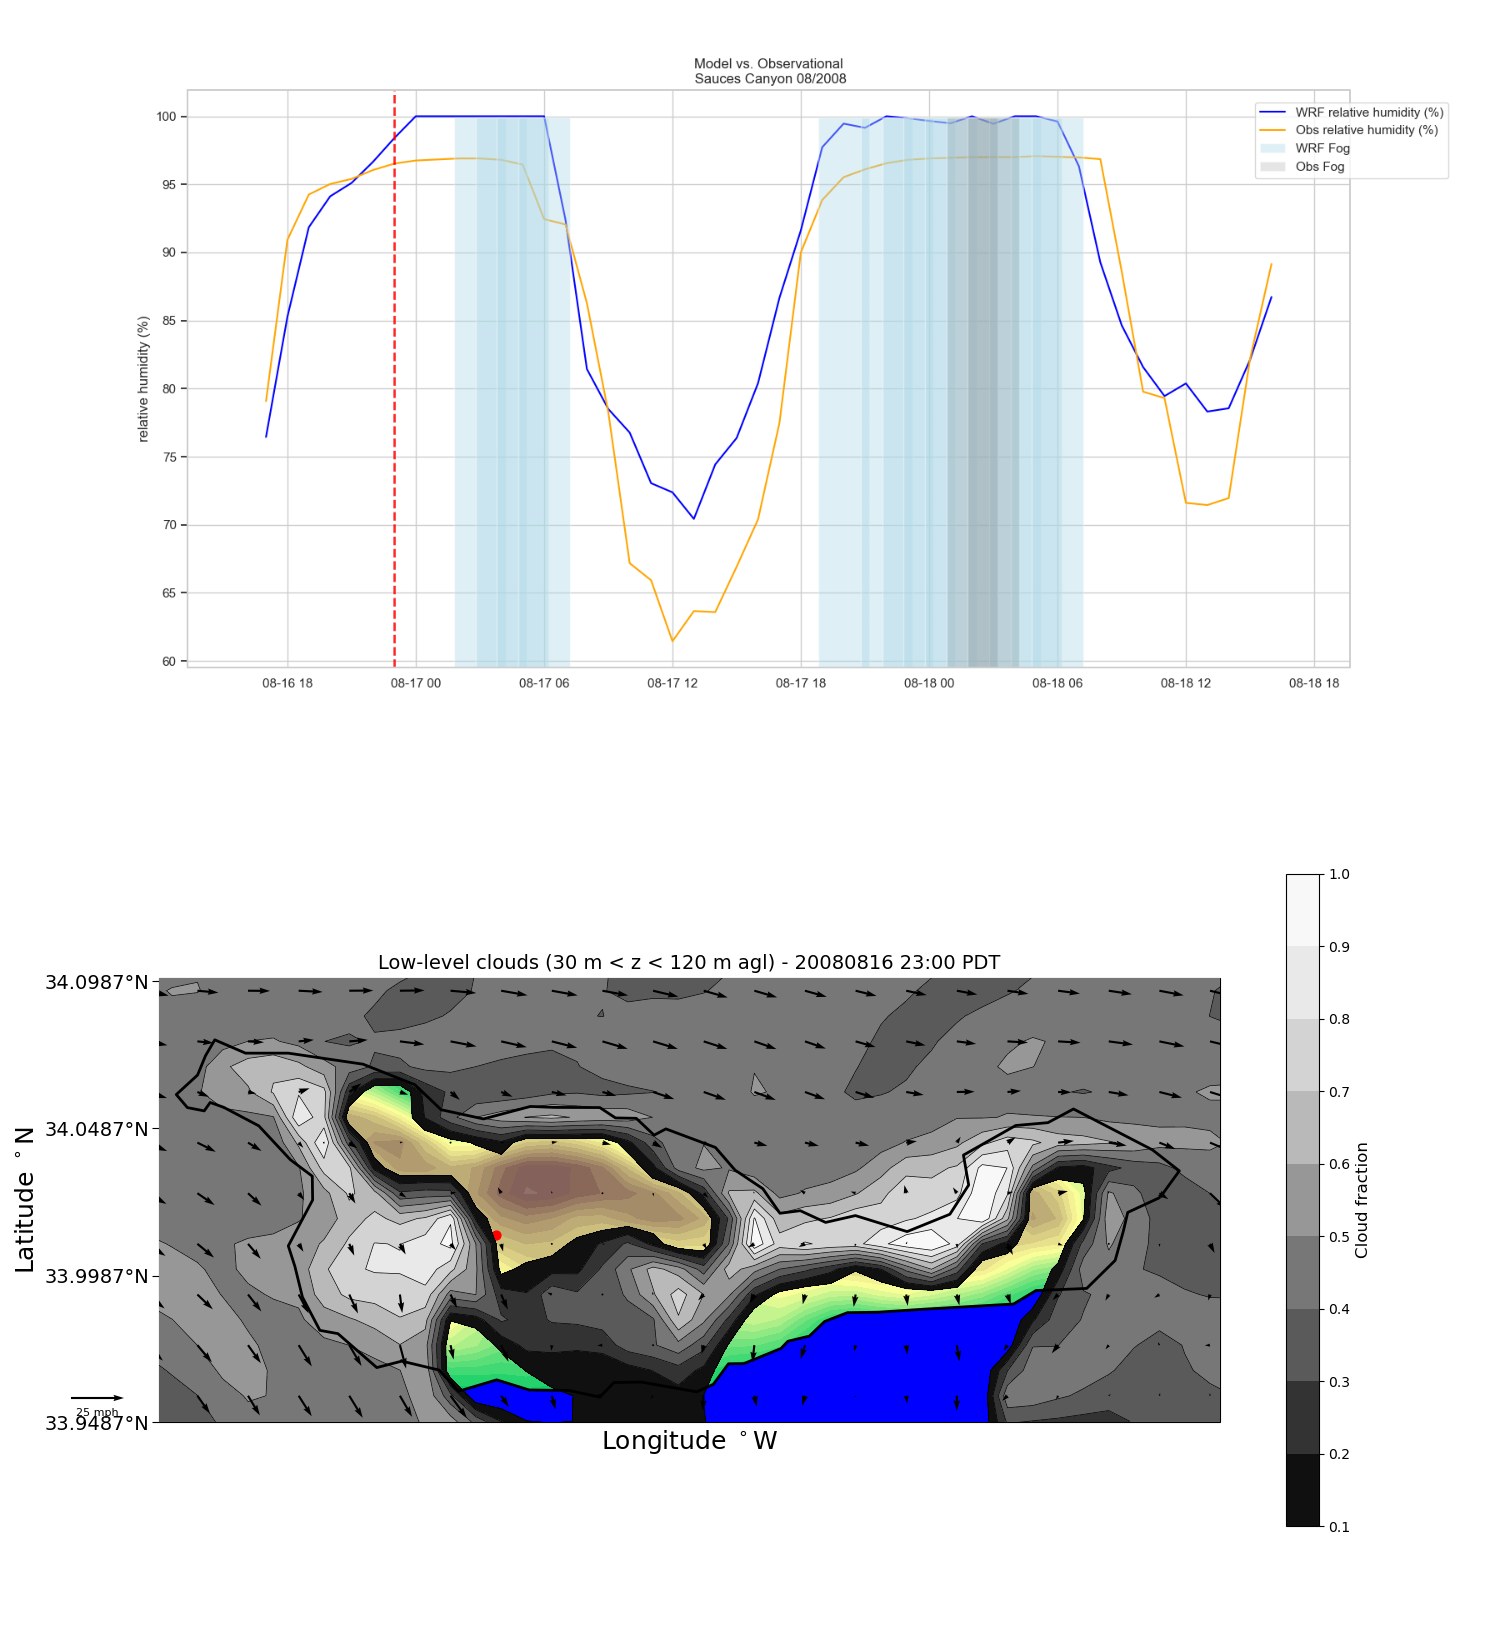 Model vs. Observational
Sauces Canyon 08/2008
100
95
90
85
80
75
70
65
60
relative humidity (%)
WRF relative humidity (%)
Obs relative humidity (%)
WRF Fog
Obs Fog
08-16 18
08-17 00
08-17 06
08-17 12
08-17 18
08-18 00
08-18 06
08-18 12
08-18 18
Low-level clouds (30 m < z < 120 m agl) - 20080816 23:00 PDT
34.0987°N
34.0487°N
33.9987°N
33.9487°N
Latitude °N
25 mph
Longitude °W
1.0
0.9
0.8
0.7
0.6
0.5
0.4
0.3
0.2
0.1
Cloud fraction